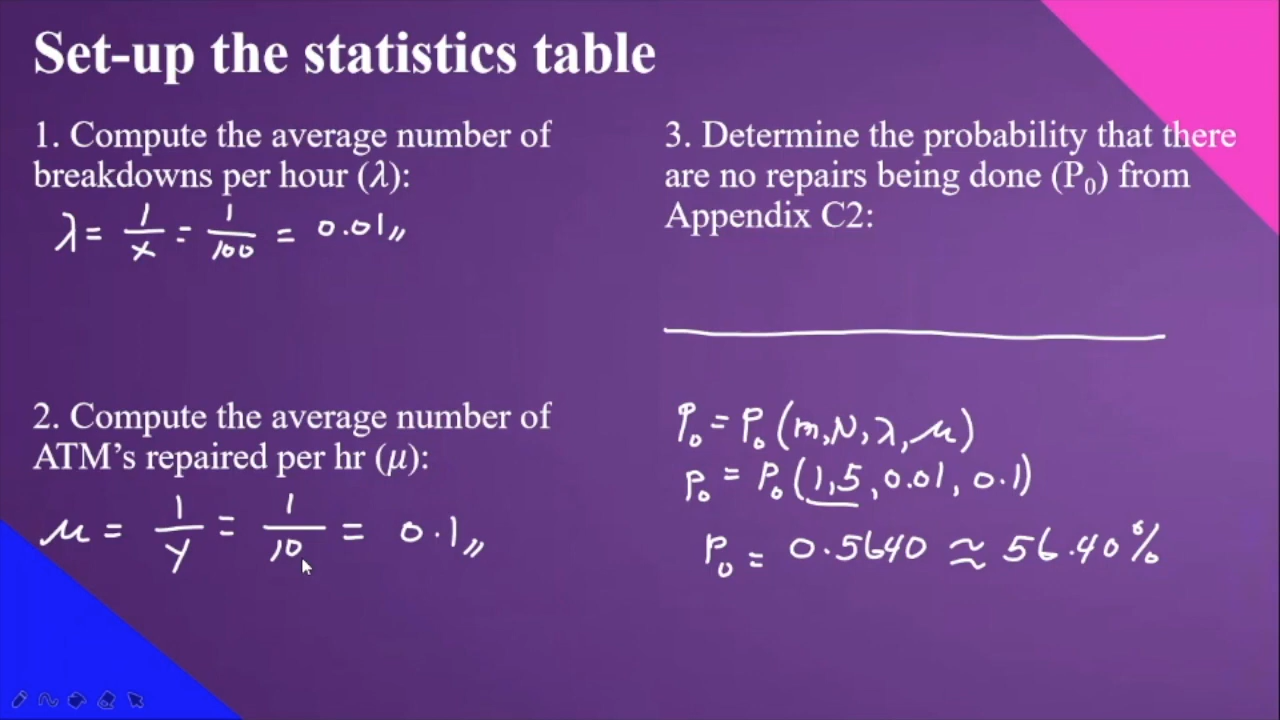 Set-up the statistics table
1. Compute the average number of
breakdowns per hour (λ):
λ = 1/x = 1/100 = 0.01,,
2. Compute the average number of
ATM's repaired per hr (μ):
μ = 1/y = 1/10 = 0.1,,
3. Determine the probability that there
are no repairs being done (P₀) from
Appendix C2:
P₀ = P₀ (m, N, λ, μ)
P₀ = P₀ (1, 5, 0.01, 0.1)
P₀ = 0.5640 ≈ 56.40%